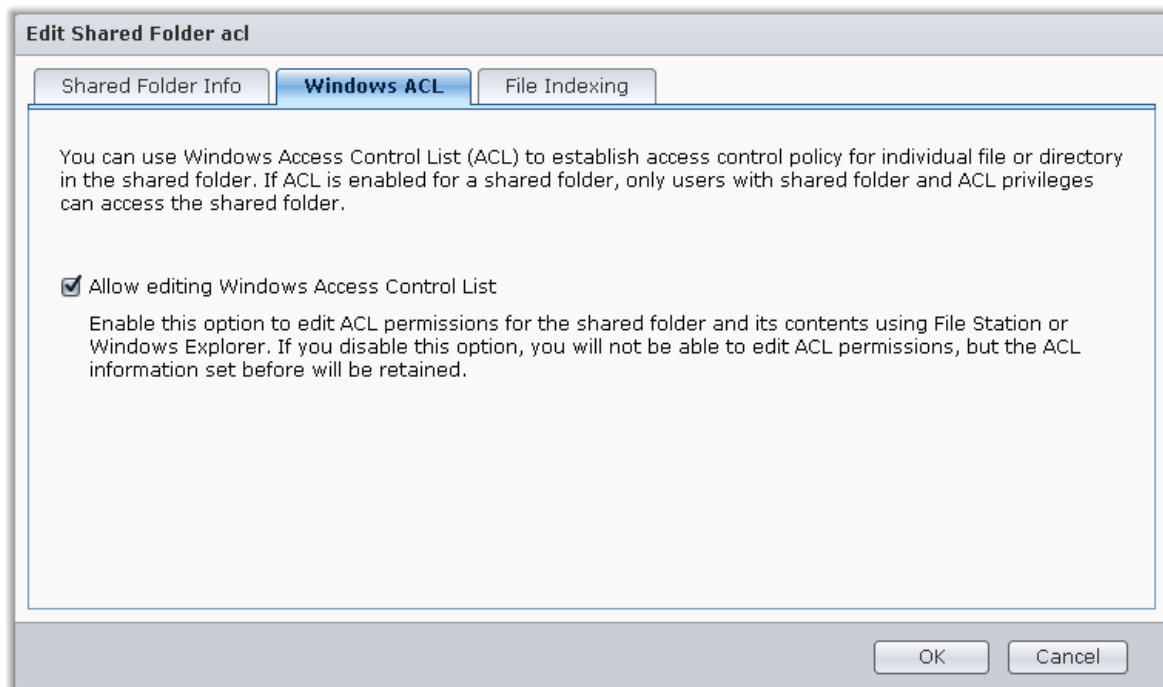 Edit Shared Folder acl
Shared Folder Info
Windows ACL
File Indexing
You can use Windows Access Control List (ACL) to establish access control policy for individual file or directory
in the shared folder. If ACL is enabled for a shared folder, only users with shared folder and ACL privileges
can access the shared folder.
Allow editing Windows Access Control List
Enable this option to edit ACL permissions for the shared folder and its contents using File Station or
Windows Explorer. If you disable this option, you will not be able to edit ACL permissions, but the ACL
information set before will be retained.
OK
Cancel